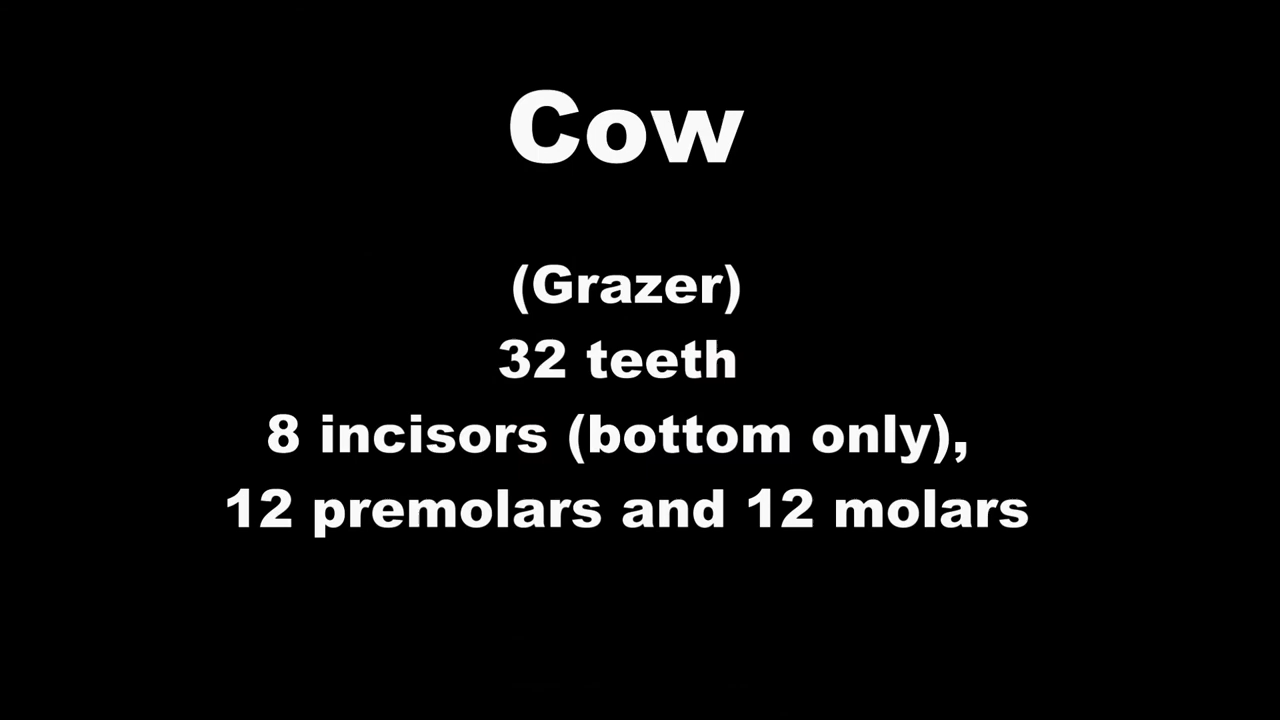 Cow
(Grazer)
32 teeth
8 incisors (bottom only),
12 premolars and 12 molars